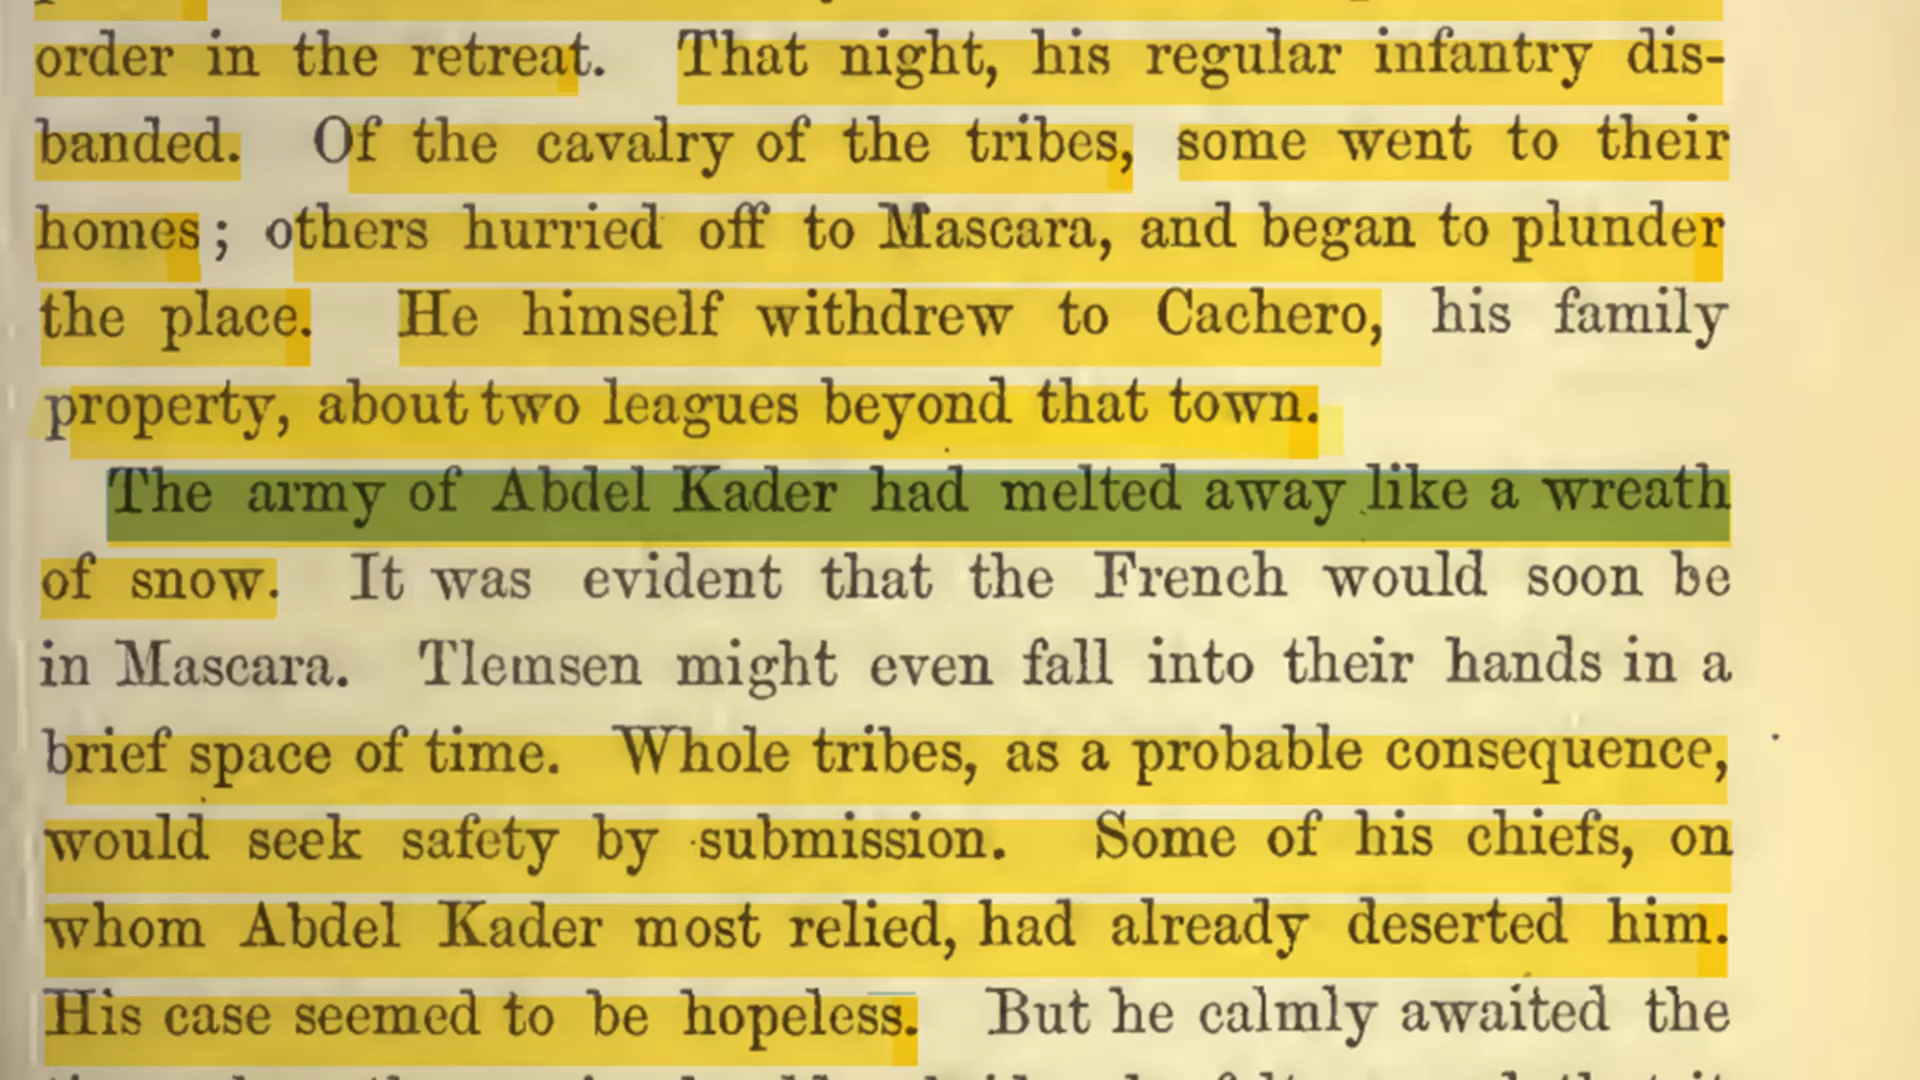 order in the retreat. That night, his regular infantry dis-
banded. Of the cavalry of the tribes, some went to their
homes; others hurried off to Mascara, and began to plunder
the place. He himself withdrew to Cachero, his family
property, about two leagues beyond that town.
The army of Abdel Kader had melted away like a wreath
of snow. It was evident that the French would soon be
in Mascara. Tlemsen might even fall into their hands in a
brief space of time. Whole tribes, as a probable consequence,
would seek safety by submission. Some of his chiefs, on
whom Abdel Kader most relied, had already deserted him.
His case seemed to be hopeless. But he calmly awaited the